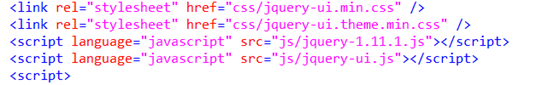 <link rel="stylesheet" href="css/jquery-ui.min.css" />
<link rel="stylesheet" href="css/jquery-ui.theme.min.css" />
<script language="javascript" src="js/jquery-1.11.1.js"></script>
<script language="javascript" src="js/jquery-ui.js"></script>
<script>